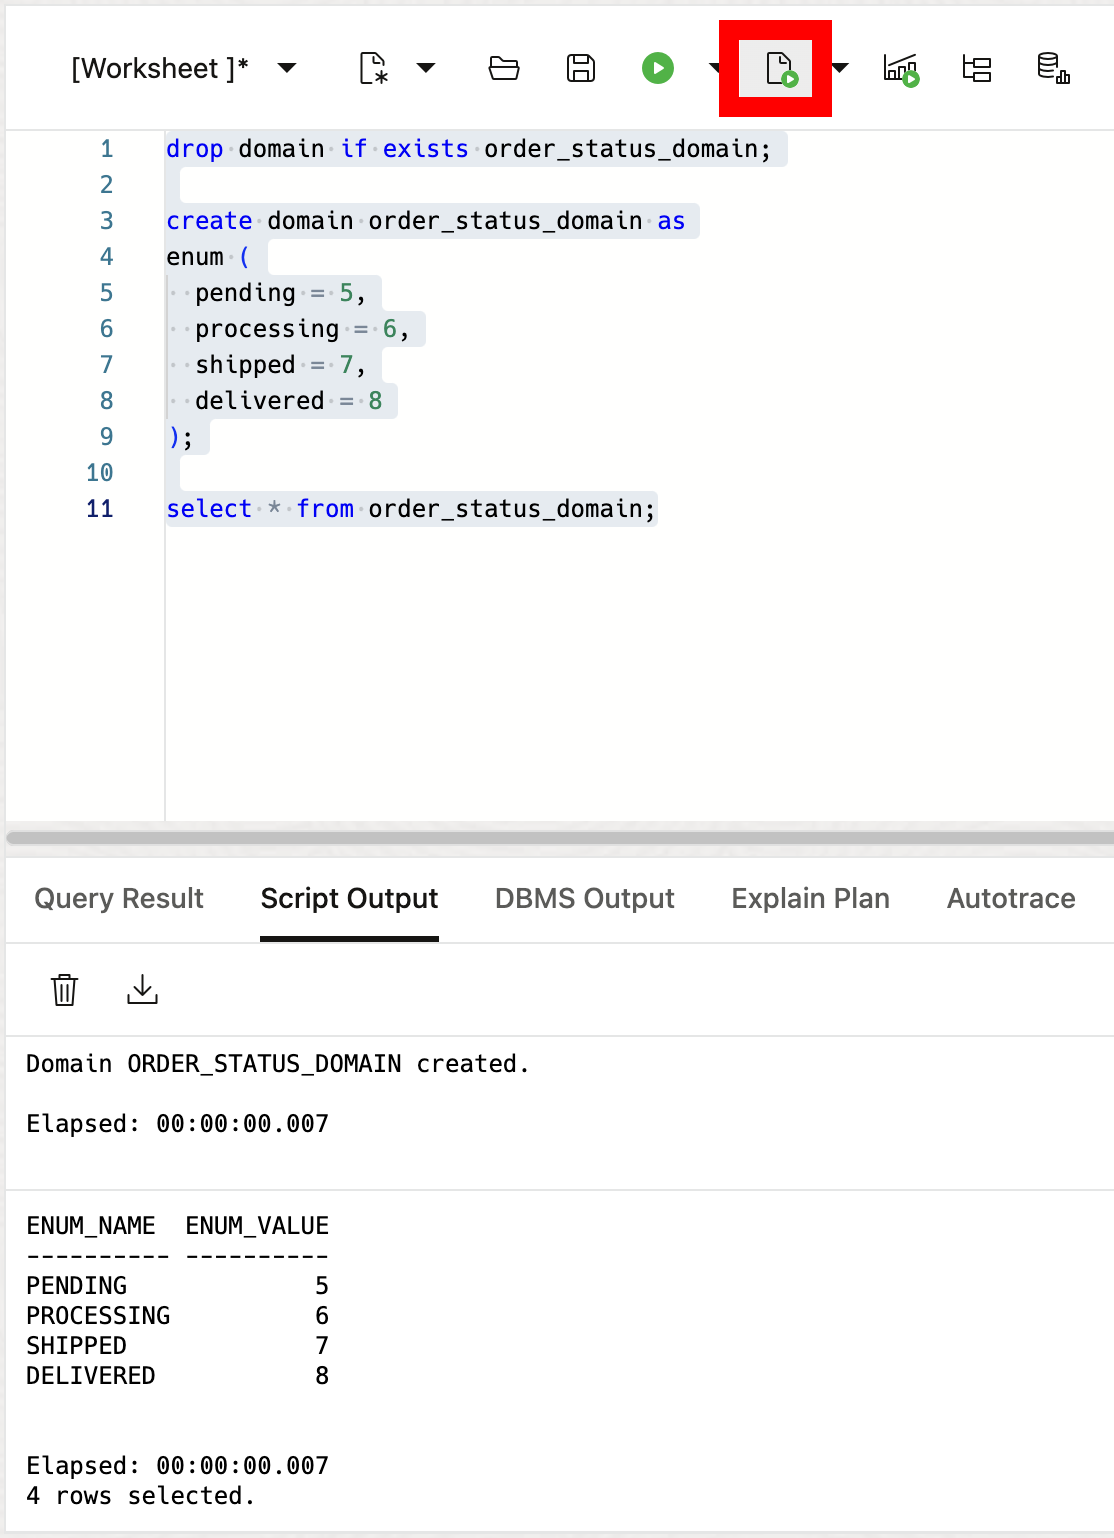 [Worksheet ]*
1 drop domain if exists order_status_domain;
2
3 create domain order_status_domain as
4 enum (
5 pending = 5,
6 processing = 6,
7 shipped = 7,
8 delivered = 8
9 );
10
11 select * from order_status_domain;
Query Result Script Output DBMS Output Explain Plan Autotrace
Domain ORDER_STATUS_DOMAIN created.
Elapsed: 00:00:00.007
ENUM_NAME  ENUM_VALUE
---------- ----------
PENDING 5
PROCESSING 6
SHIPPED 7
DELIVERED 8
Elapsed: 00:00:00.007
4 rows selected.